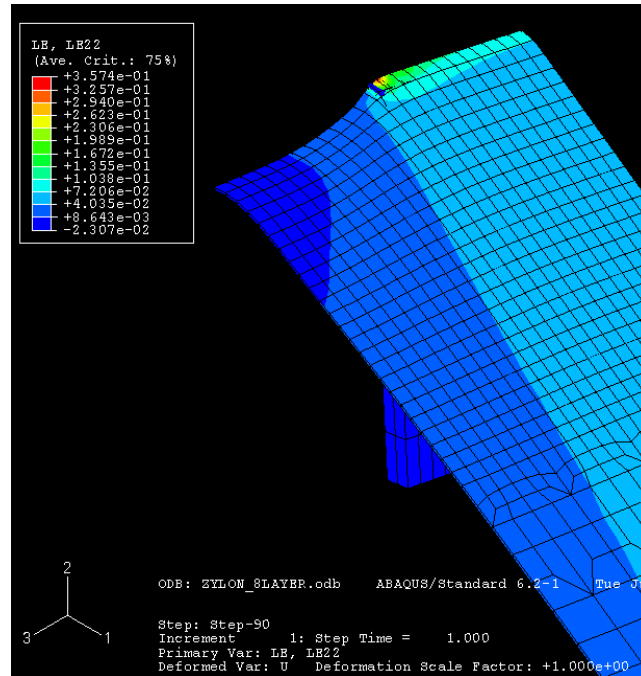 LE, LE22
(Ave. Crit.: 75%)
+3.574e-01
+3.257e-01
+2.940e-01
+2.623e-01
+2.306e-01
+1.989e-01
+1.672e-01
+1.355e-01
+1.038e-01
+7.206e-02
+4.035e-02
+8.643e-03
-2.307e-02
2
3
1
ODB: ZYLON_8LAYER.odb ABAQUS/Standard 6.2-1 Tue
Step: Step-90
Increment 1: Step Time = 1.000
Primary Var: LE, LE22
Deformed Var: U Deformation Scale Factor: +1.000e+00